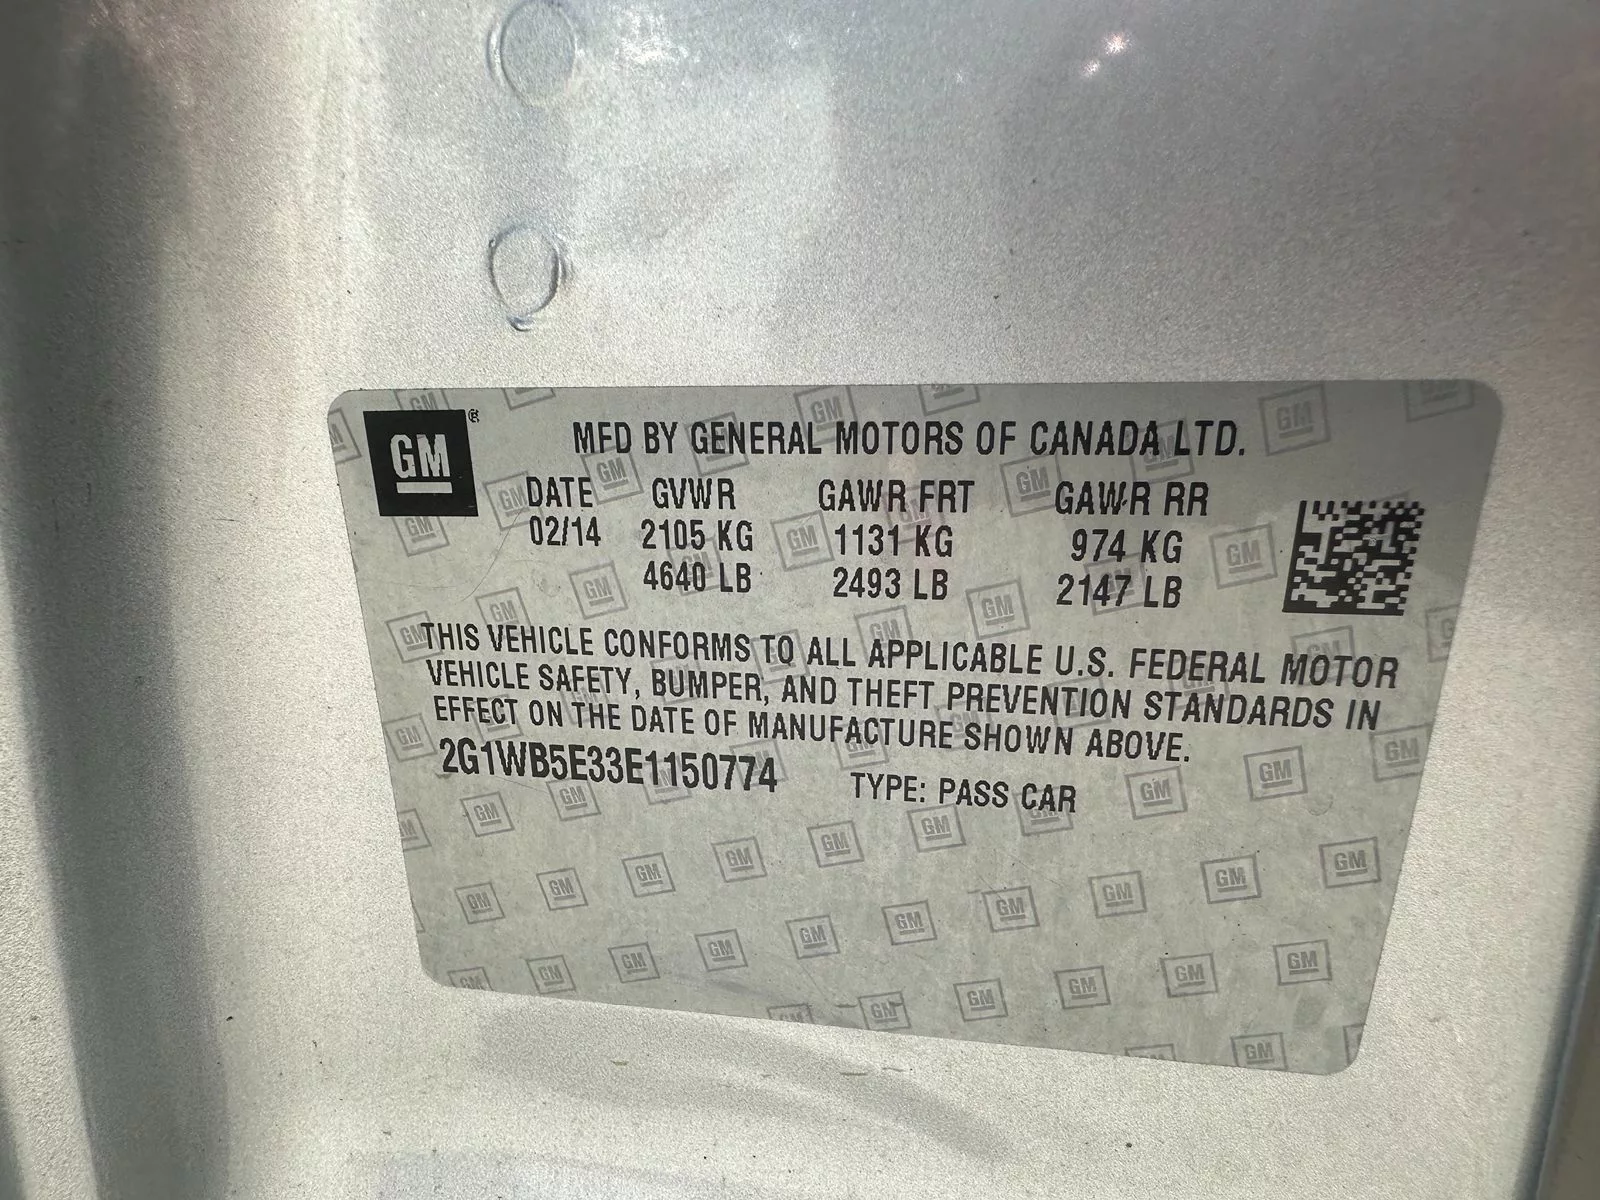 GM®
MFD BY GENERAL MOTORS OF CANADA LTD.
DATE GVWR GAWR FRT GAWR RR
02/14 2105 KG 1131 KG 974 KG
4640 LB 2493 LB 2147 LB
THIS VEHICLE CONFORMS TO ALL APPLICABLE U.S. FEDERAL MOTOR
VEHICLE SAFETY, BUMPER, AND THEFT PREVENTION STANDARDS IN
EFFECT ON THE DATE OF MANUFACTURE SHOWN ABOVE.
2G1WB5E33E1150774 TYPE: PASS CAR